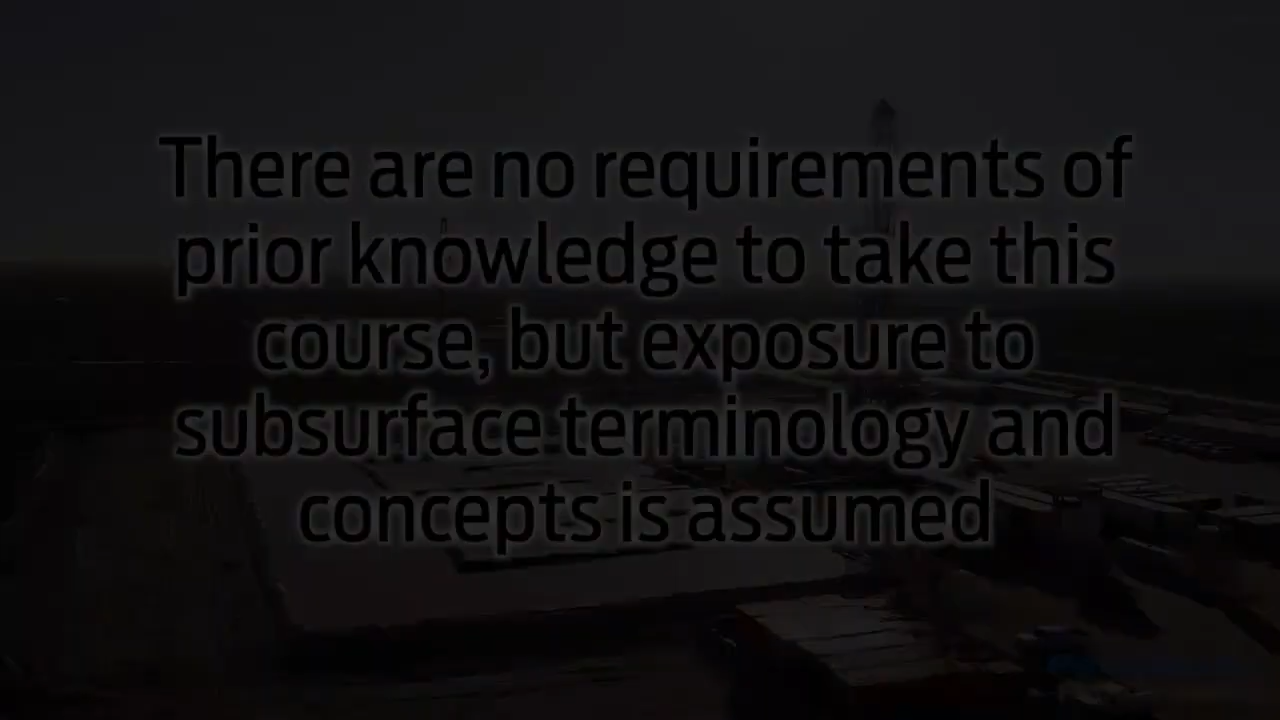 There are no requirements of
prior knowledge to take this
course, but exposure to
subsurface terminology and
concepts is assumed